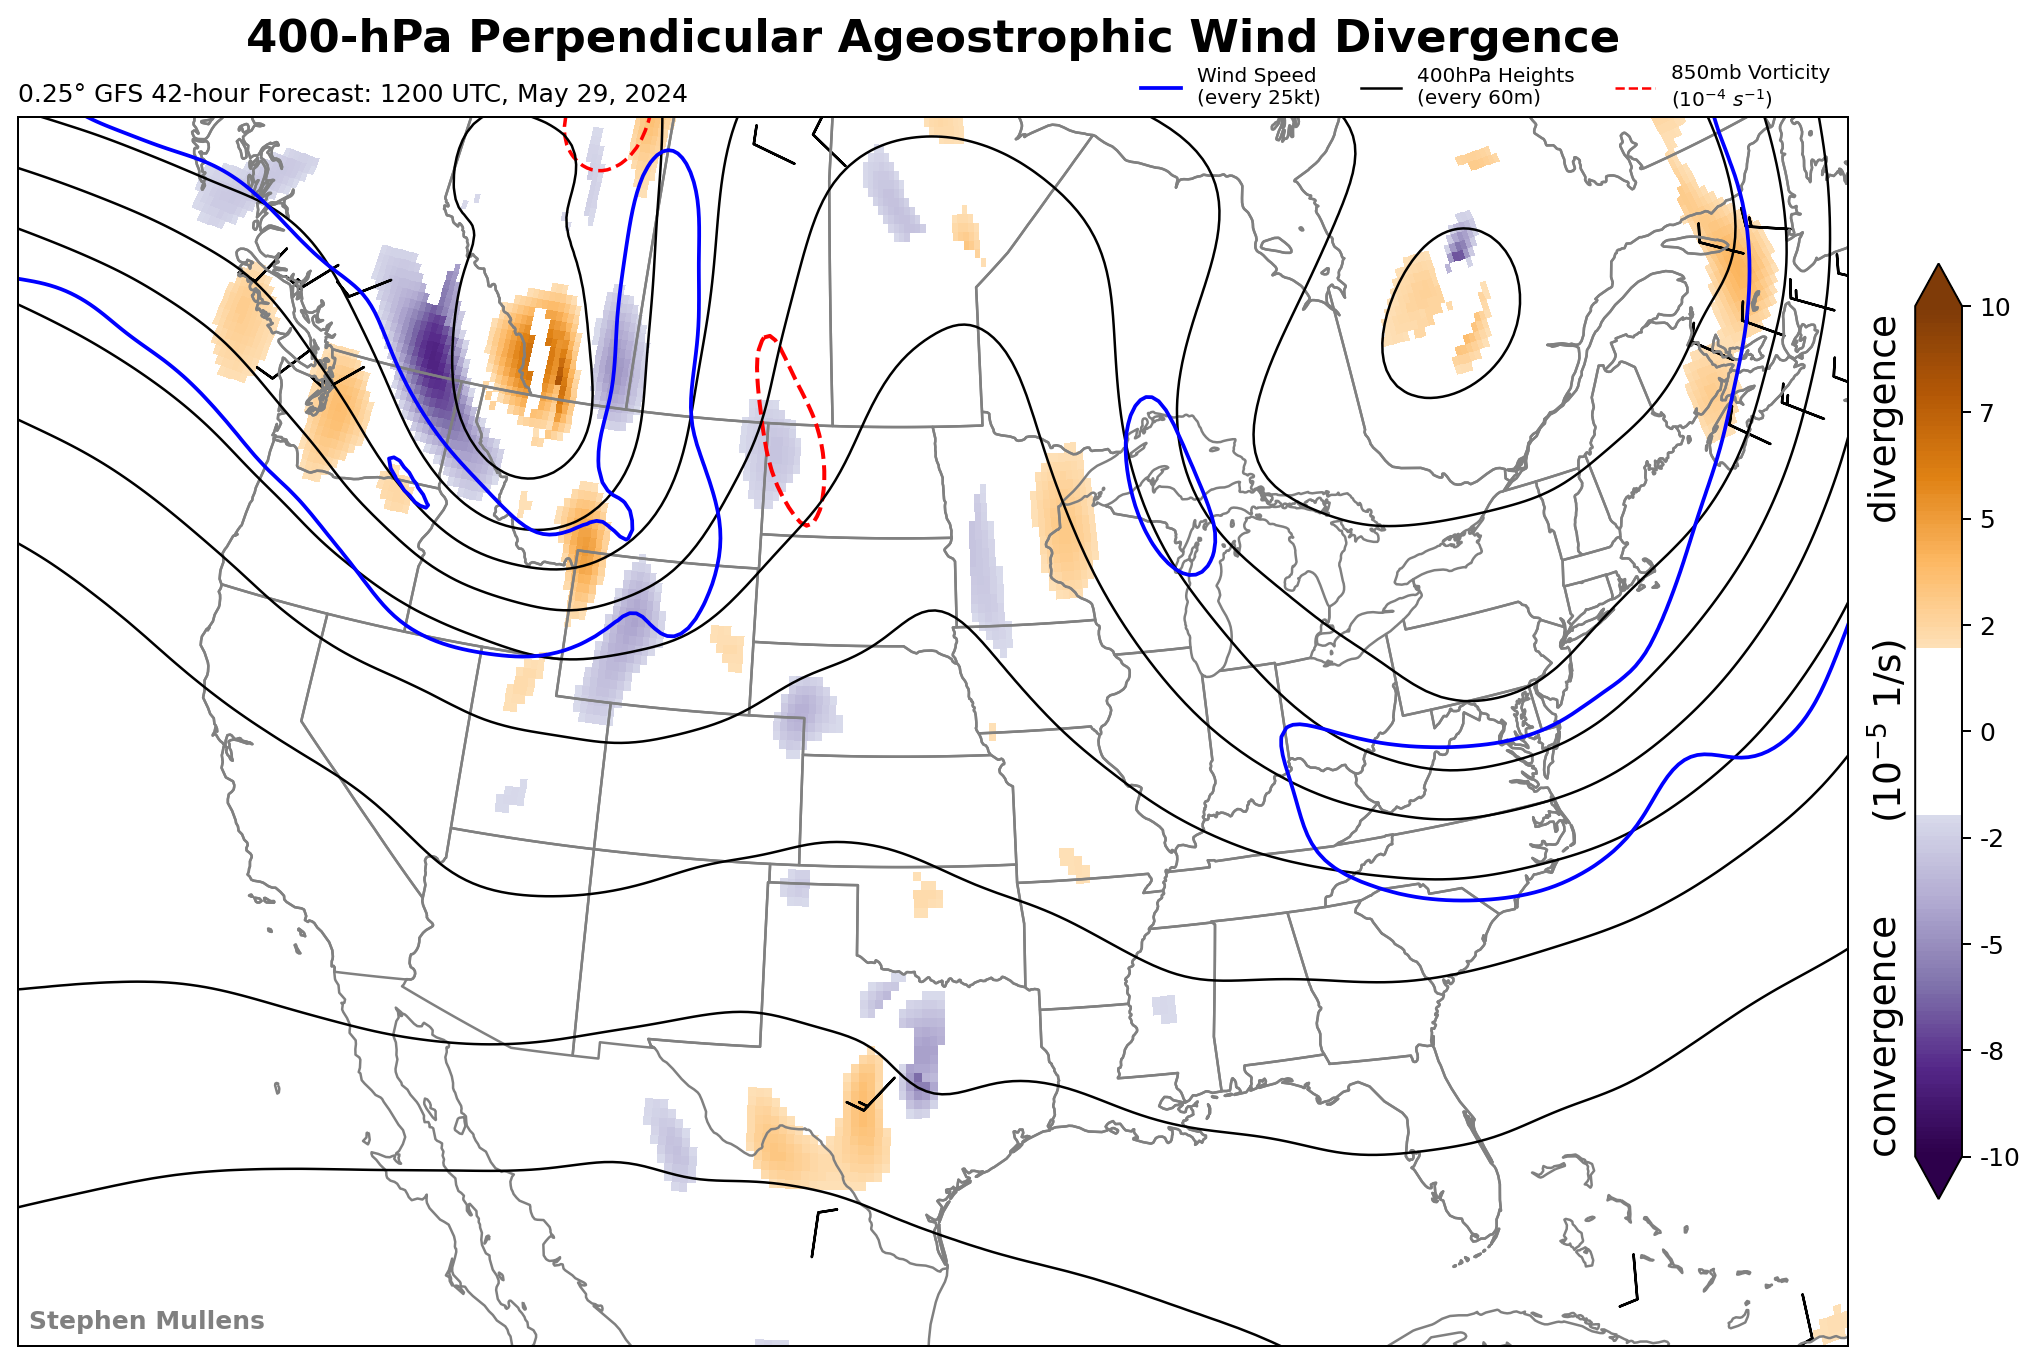 400-hPa Perpendicular Ageostrophic Wind Divergence
0.25° GFS 42-hour Forecast: 1200 UTC, May 29, 2024
Wind Speed
(every 25kt)
400hPa Heights
(every 60m)
850mb Vorticity
(10⁻⁴ s⁻¹)
10
7
5
2
0
-2
-5
-8
-10
convergence (10⁻⁵ 1/s) divergence
Stephen Mullens